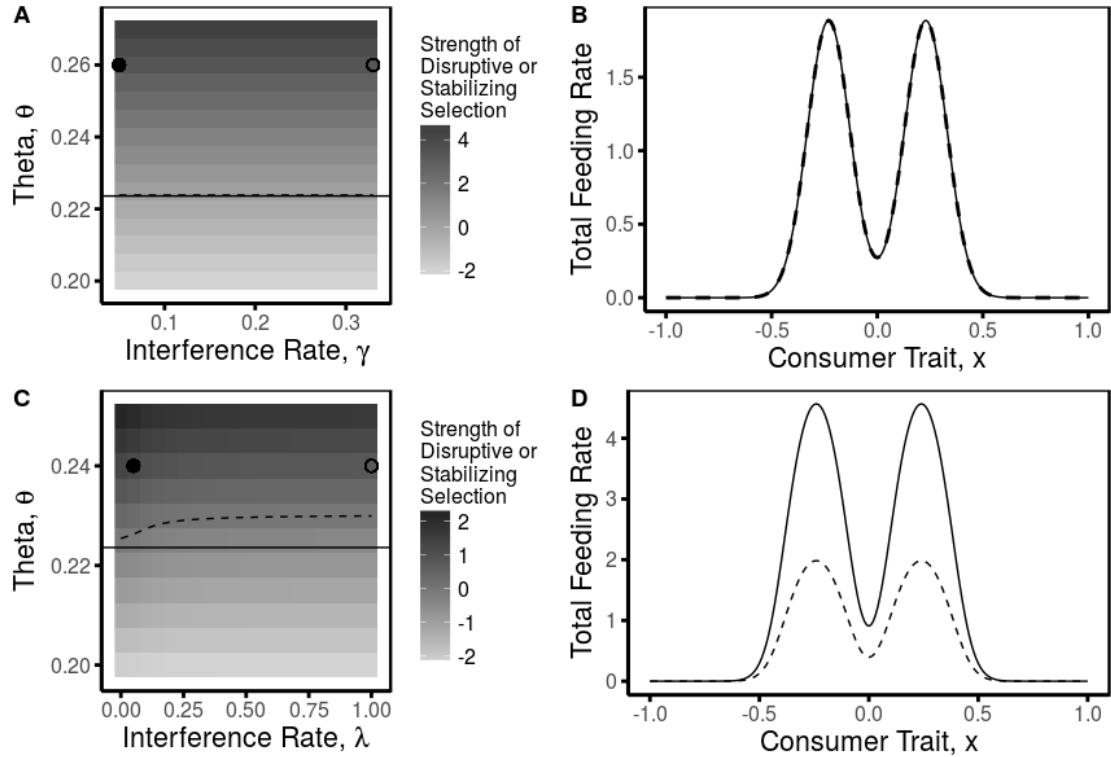 A
Strength of
Disruptive or
Stabilizing
Selection
4
2
0
-2
0.26
0.24
0.22
0.20
Theta, θ
0.1
0.2
0.3
Interference Rate, γ
B
Total Feeding Rate
1.5
1.0
0.5
0.0
-1.0
-0.5
0.0
0.5
1.0
Consumer Trait, x
C
Strength of
Disruptive or
Stabilizing
Selection
2
1
0
-1
-2
0.24
0.22
0.20
Theta, θ
0.00
0.25
0.50
0.75
1.00
Interference Rate, λ
D
Total Feeding Rate
4
3
2
1
0
-1.0
-0.5
0.0
0.5
1.0
Consumer Trait, x